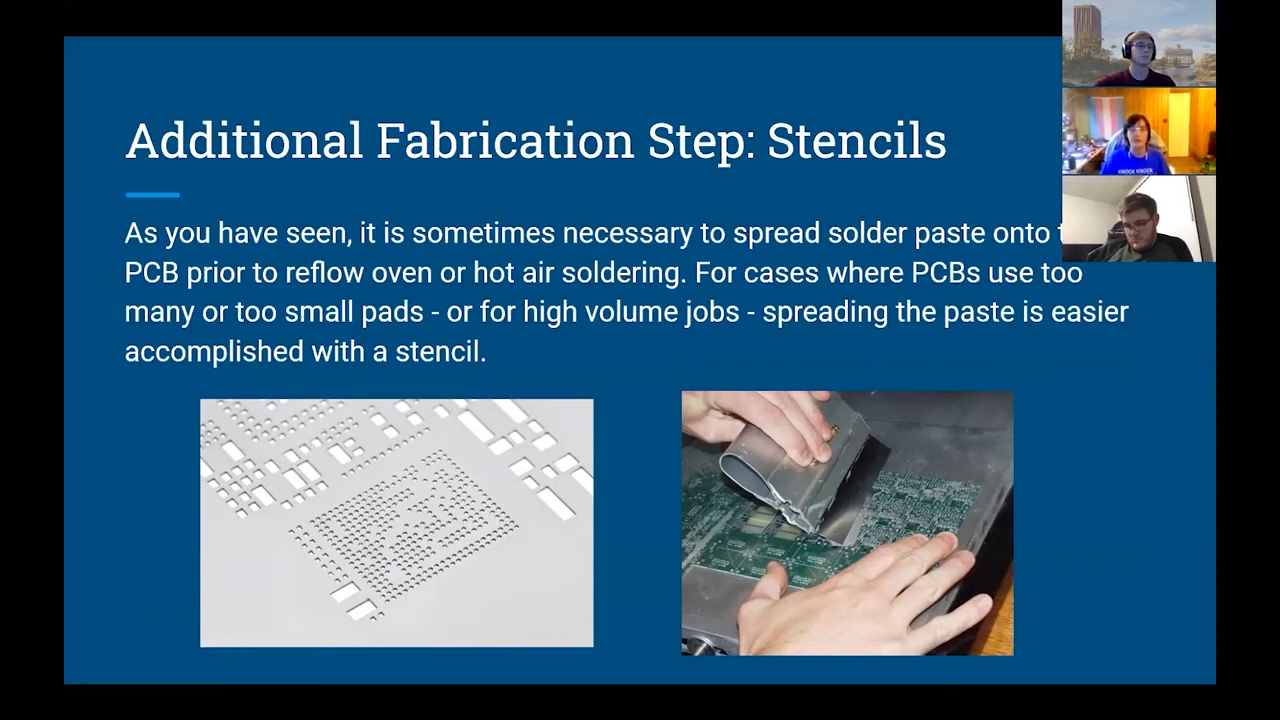 Additional Fabrication Step: Stencils
As you have seen, it is sometimes necessary to spread solder paste onto
PCB prior to reflow oven or hot air soldering. For cases where PCBs use too
many or too small pads - or for high volume jobs - spreading the paste is easier
accomplished with a stencil.
KNOCK KNOCK